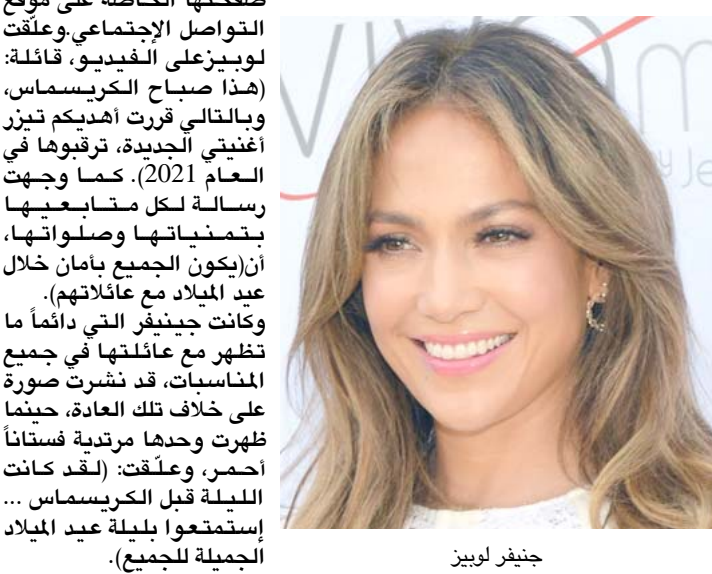 صفحتها الخاصة على موقع
التواصل الإجتماعي.وعلّقت
لوبيزعلى الفيديو، قائلة:
(هذا صباح الكريسماس،
وبالتالي قررت أهديكم تيزر
أغنيتي الجديدة، ترقبوها في
العام 2021). كما وجهت
رسالة لكل متابعيها
بتمنياتها وصلواتها،
أن(يكون الجميع بأمان خلال
عيد الميلاد مع عائلاتهم).
وكانت جينيفر التي دائماً ما
تظهر مع عائلتها في جميع
المناسبات، قد نشرت صورة
على خلاف تلك العادة، حينما
ظهرت وحدها مرتدية فستاناً
أحمر، وعلّقت: (لقد كانت
الليلة قبل الكريسماس ...
إستمتعوا بليلة عيد الميلاد
الجميلة للجميع).
جنيفر لوبيز